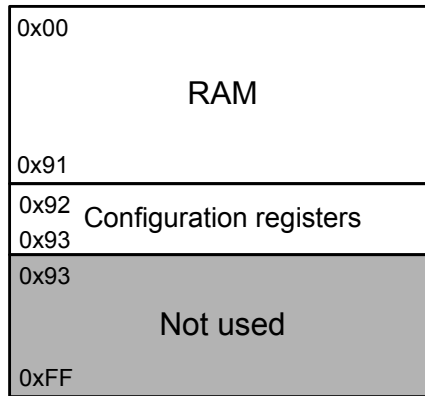 0x00
RAM
0x91
0x92
Configuration registers
0x93
0x93
Not used
0xFF